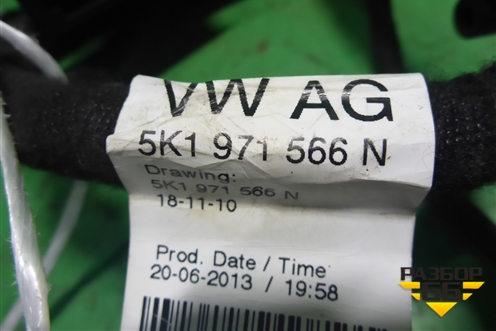 VW AG
5K1 971 566 N
Drawing:
5K1 971 566 N
18-11-10
Prod. Date / Time
20-06-2013 / 19:58
РАЗБОР
66